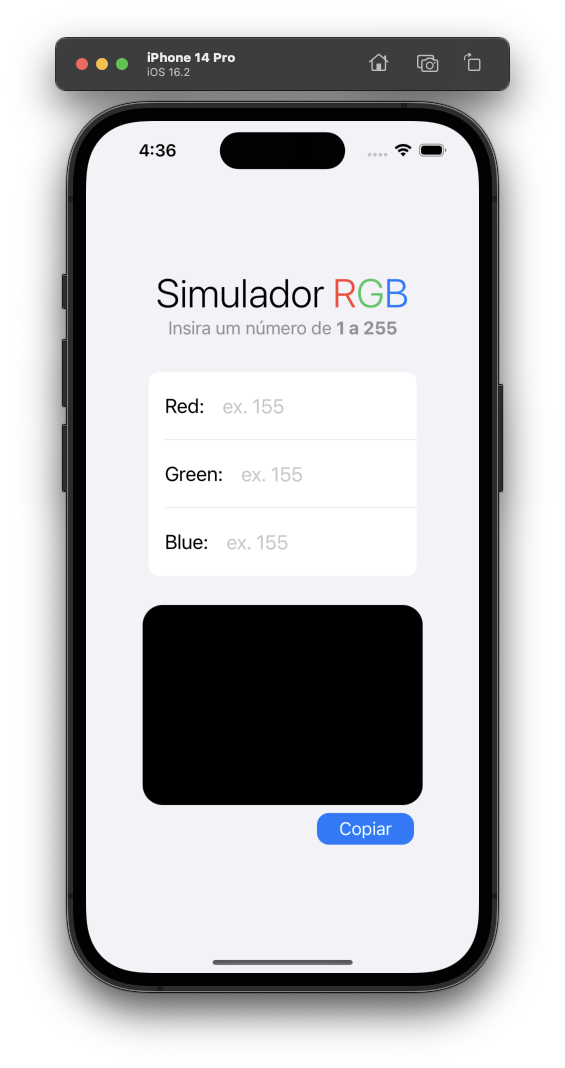 iPhone 14 Pro
iOS 16.2
4:36
Simulador RGB
Insira um número de 1 a 255
Red: ex. 155
Green: ex. 155
Blue: ex. 155
Copiar